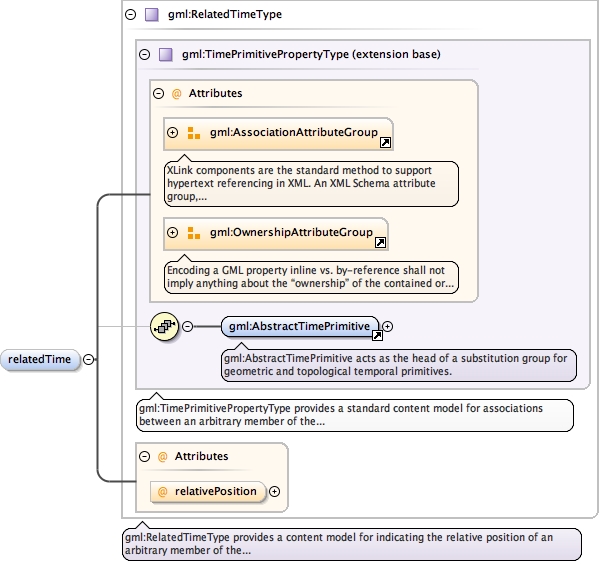 gml:RelatedTimeType
gml:TimePrimitivePropertyType (extension base)
@ Attributes
gml:AssociationAttributeGroup
XLink components are the standard method to support
hypertext referencing in XML. An XML Schema attribute
group,...
gml:OwnershipAttributeGroup
Encoding a GML property inline vs. by-reference shall not
imply anything about the “ownership” of the contained or...
gml:AbstractTimePrimitive
gml:AbstractTimePrimitive acts as the head of a substitution group for
geometric and topological temporal primitives.
relatedTime
gml:TimePrimitivePropertyType provides a standard content model for associations
between an arbitrary member of the...
@ Attributes
@ relativePosition
gml:RelatedTimeType provides a content model for indicating the relative position of an
arbitrary member of the...